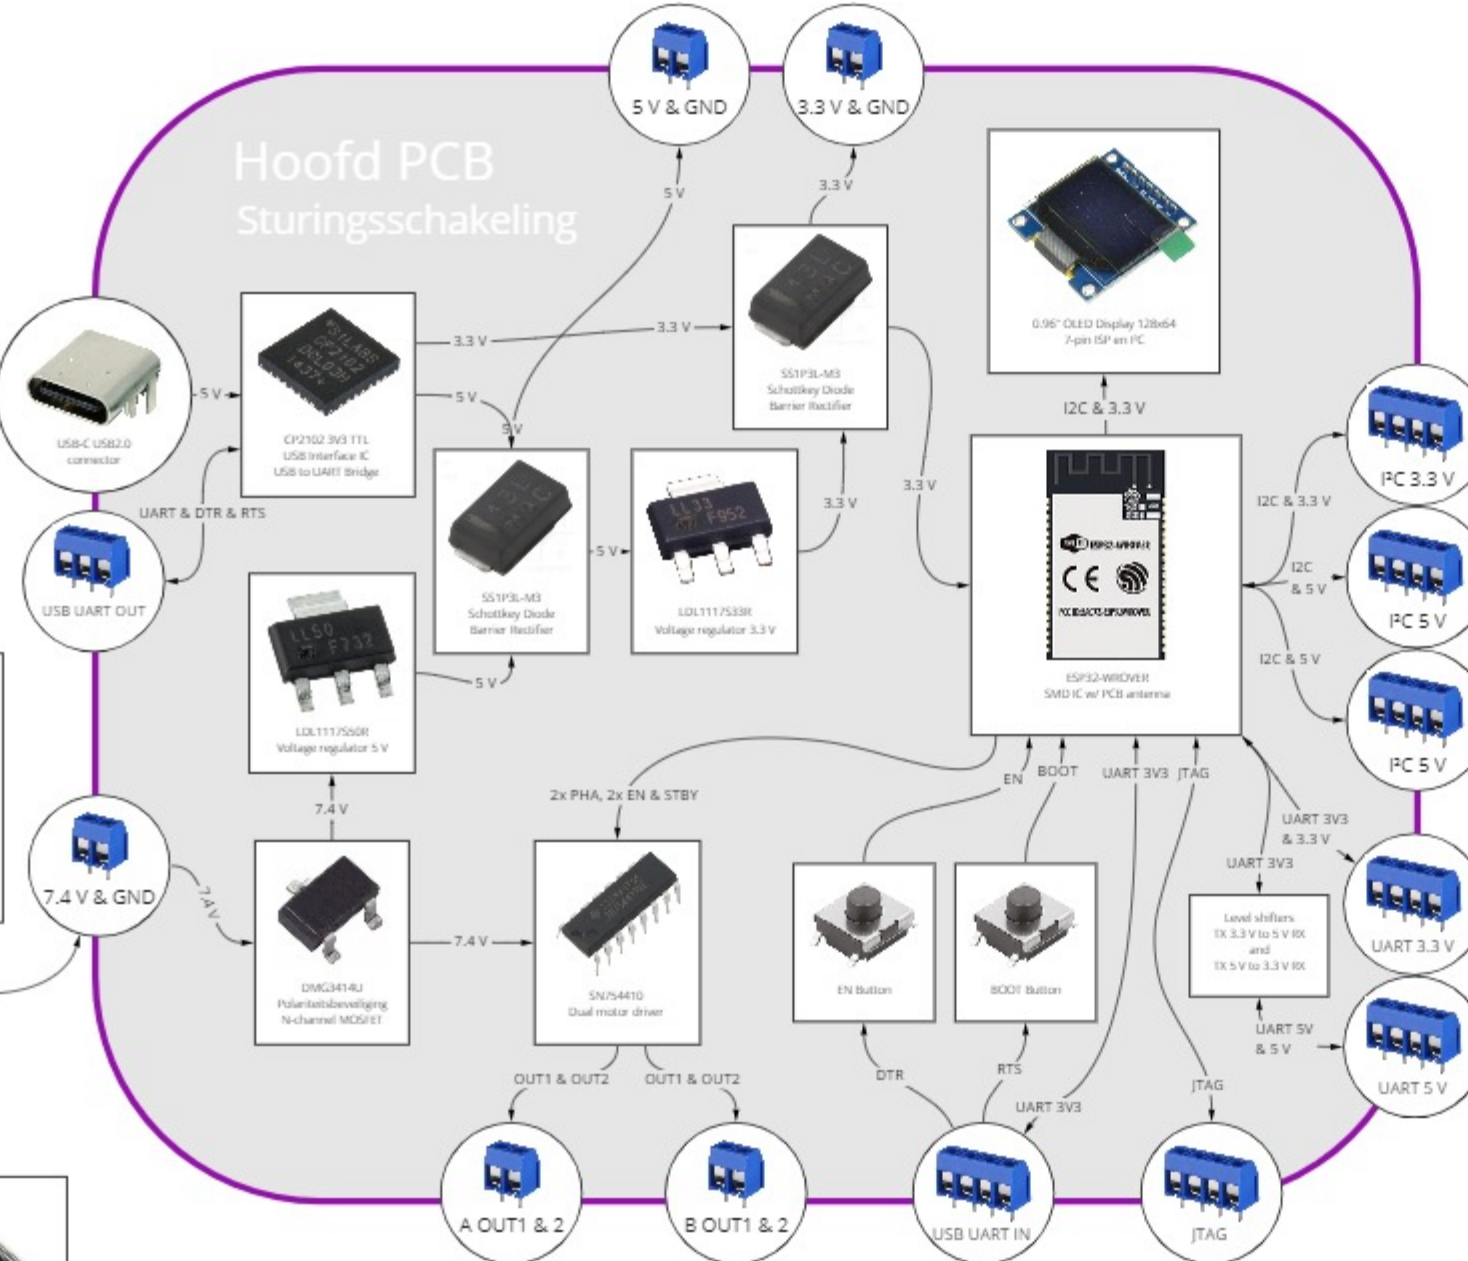 5 V & GND
3.3 V & GND
Hoofd PCB
Sturingsschakeling
5 V
3.3 V
0.96" OLED Display 128x64
7-pin ISP en I²C
3.3 V
3.3 V
5 V
5 V
5 V
USB-C USB2.0
connector
CP2102 3V3 TTL
USB Interface IC
USB to UART Bridge
SS1P3L-M3
Schottkey Diode
Barrier Rectifier
I2C & 3.3 V
I²C 3.3 V
UART & DTR & RTS
USB UART OUT
3.3 V
3.3 V
I2C & 3.3 V
5 V
SS1P3L-M3
Schottkey Diode
Barrier Rectifier
LL33
F952
LDL1117S33R
Voltage regulator 3.3 V
I2C
& 5 V
I²C 5 V
LL50
F732
LDL1117S50R
Voltage regulator 5 V
5 V
CE
ESP32-WROVER
SMD IC w/ PCB antenna
I2C & 5 V
I²C 5 V
7.4 V
2x PHA, 2x EN & STBY
EN
BOOT
UART 3V3
JTAG
UART 3V3
& 3.3 V
UART 3V3
7.4 V & GND
7.4 V
7.4 V
DMG3414U
Polariteitsbeveiliging
N-channel MOSFET
SN754410
Dual motor driver
EN Button
BOOT Button
Level shifters
TX 3.3 V to 5 V RX
and
TX 5 V to 3.3 V RX
UART 3.3 V
UART 5V
& 5 V
UART 5 V
OUT1 & OUT2
OUT1 & OUT2
DTR
RTS
UART 3V3
JTAG
A OUT1 & 2
B OUT1 & 2
USB UART IN
JTAG